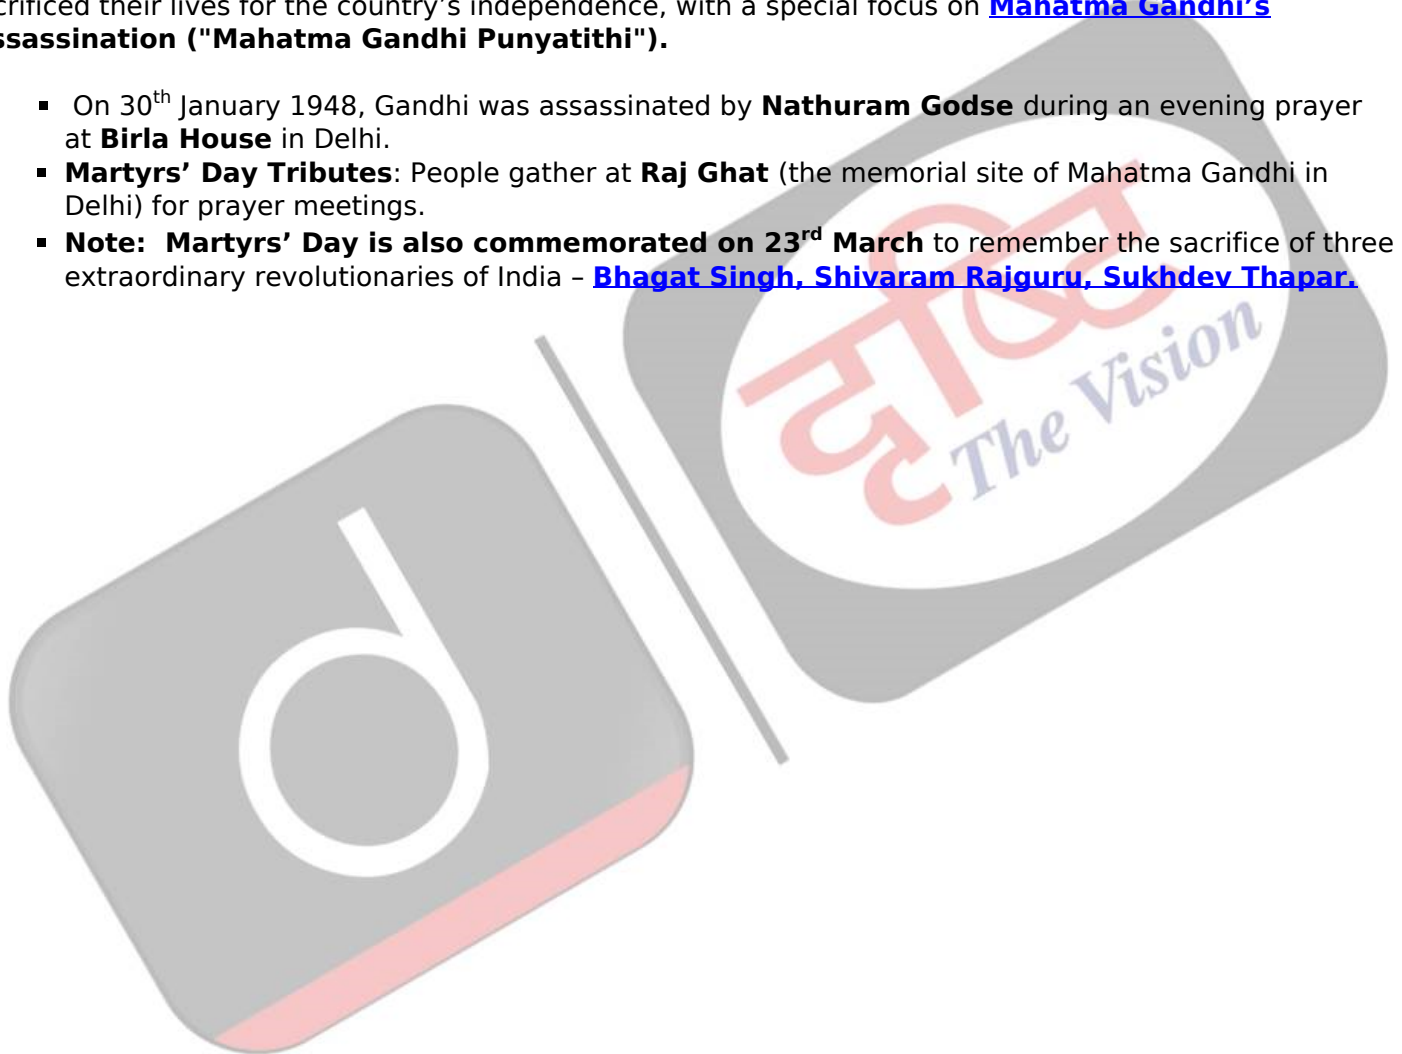 crificed their lives for the country's independence, with a special focus on Mahatma Gandhi's
ssassination ("Mahatma Gandhi Punyatithi").
▪ On 30th January 1948, Gandhi was assassinated by Nathuram Godse during an evening prayer
at Birla House in Delhi.
▪ Martyrs’ Day Tributes: People gather at Raj Ghat (the memorial site of Mahatma Gandhi in
Delhi) for prayer meetings.
▪ Note: Martyrs’ Day is also commemorated on 23rd March to remember the sacrifice of three
extraordinary revolutionaries of India – Bhagat Singh, Shivaram Rajguru, Sukhdev Thapar.
दृष्टि
The Vision
d